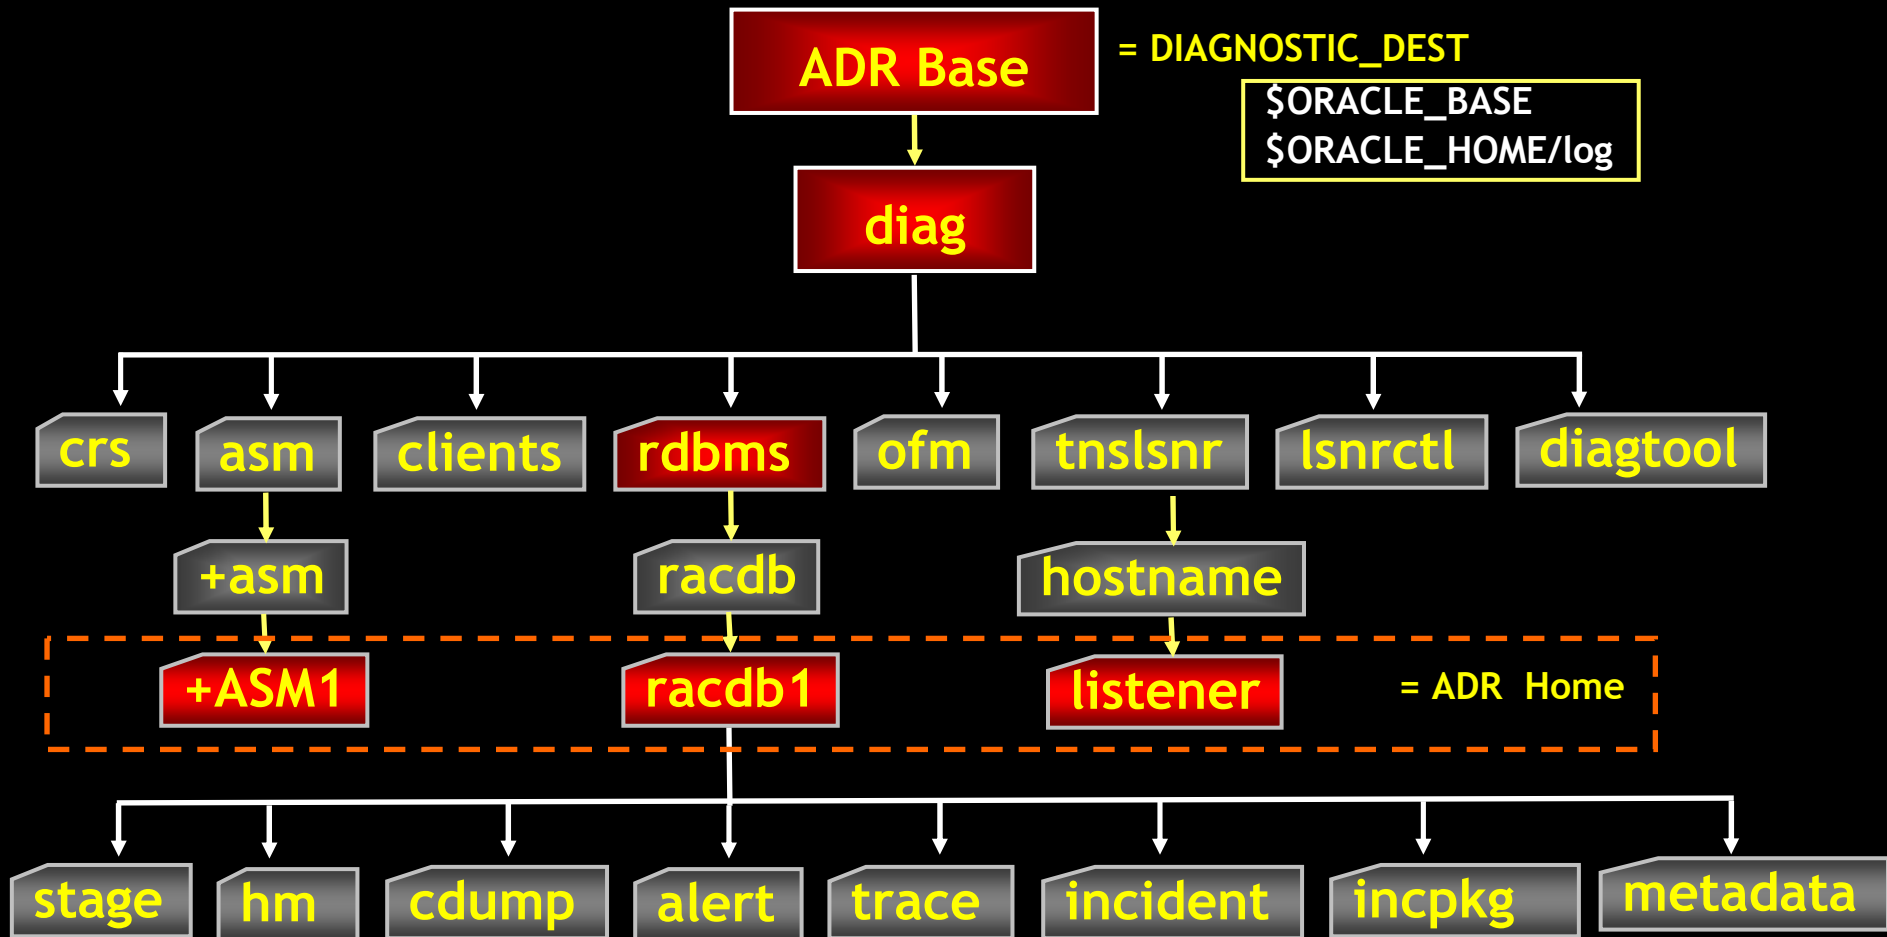 ADR Base
= DIAGNOSTIC_DEST
$ORACLE_BASE
$ORACLE_HOME/log
diag
crs
asm
clients
rdbms
ofm
tnslsnr
lsnrctl
diagtool
+asm
racdb
hostname
+ASM1
racdb1
listener
= ADR Home
stage
hm
cdump
alert
trace
incident
incpkg
metadata